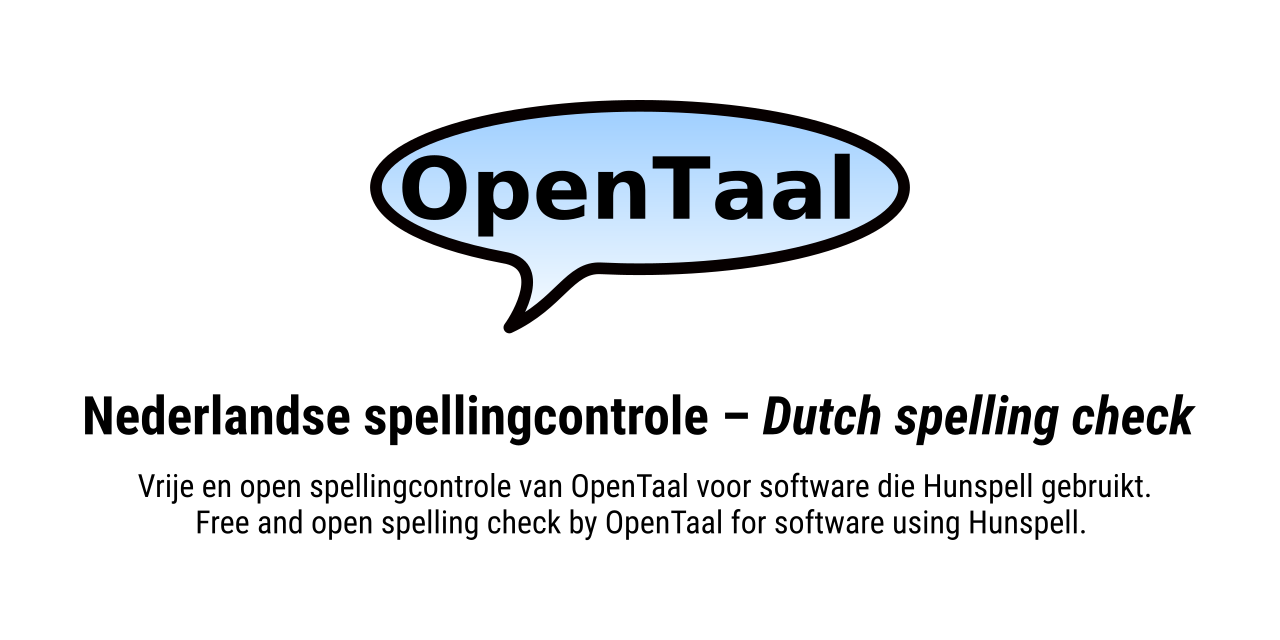 OpenTaal
Nederlandse spellingcontrole – Dutch spelling check
Vrije en open spellingcontrole van OpenTaal voor software die Hunspell gebruikt.
Free and open spelling check by OpenTaal for software using Hunspell.